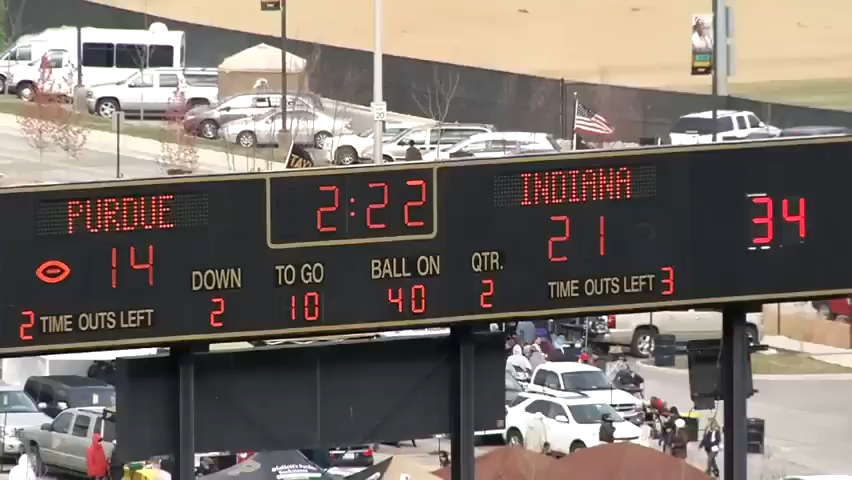 PURDUE 2:22 INDIANA
14 21 34
DOWN TO GO BALL ON QTR.
2 TIME OUTS LEFT 2 10 40 2 TIME OUTS LEFT 3
20